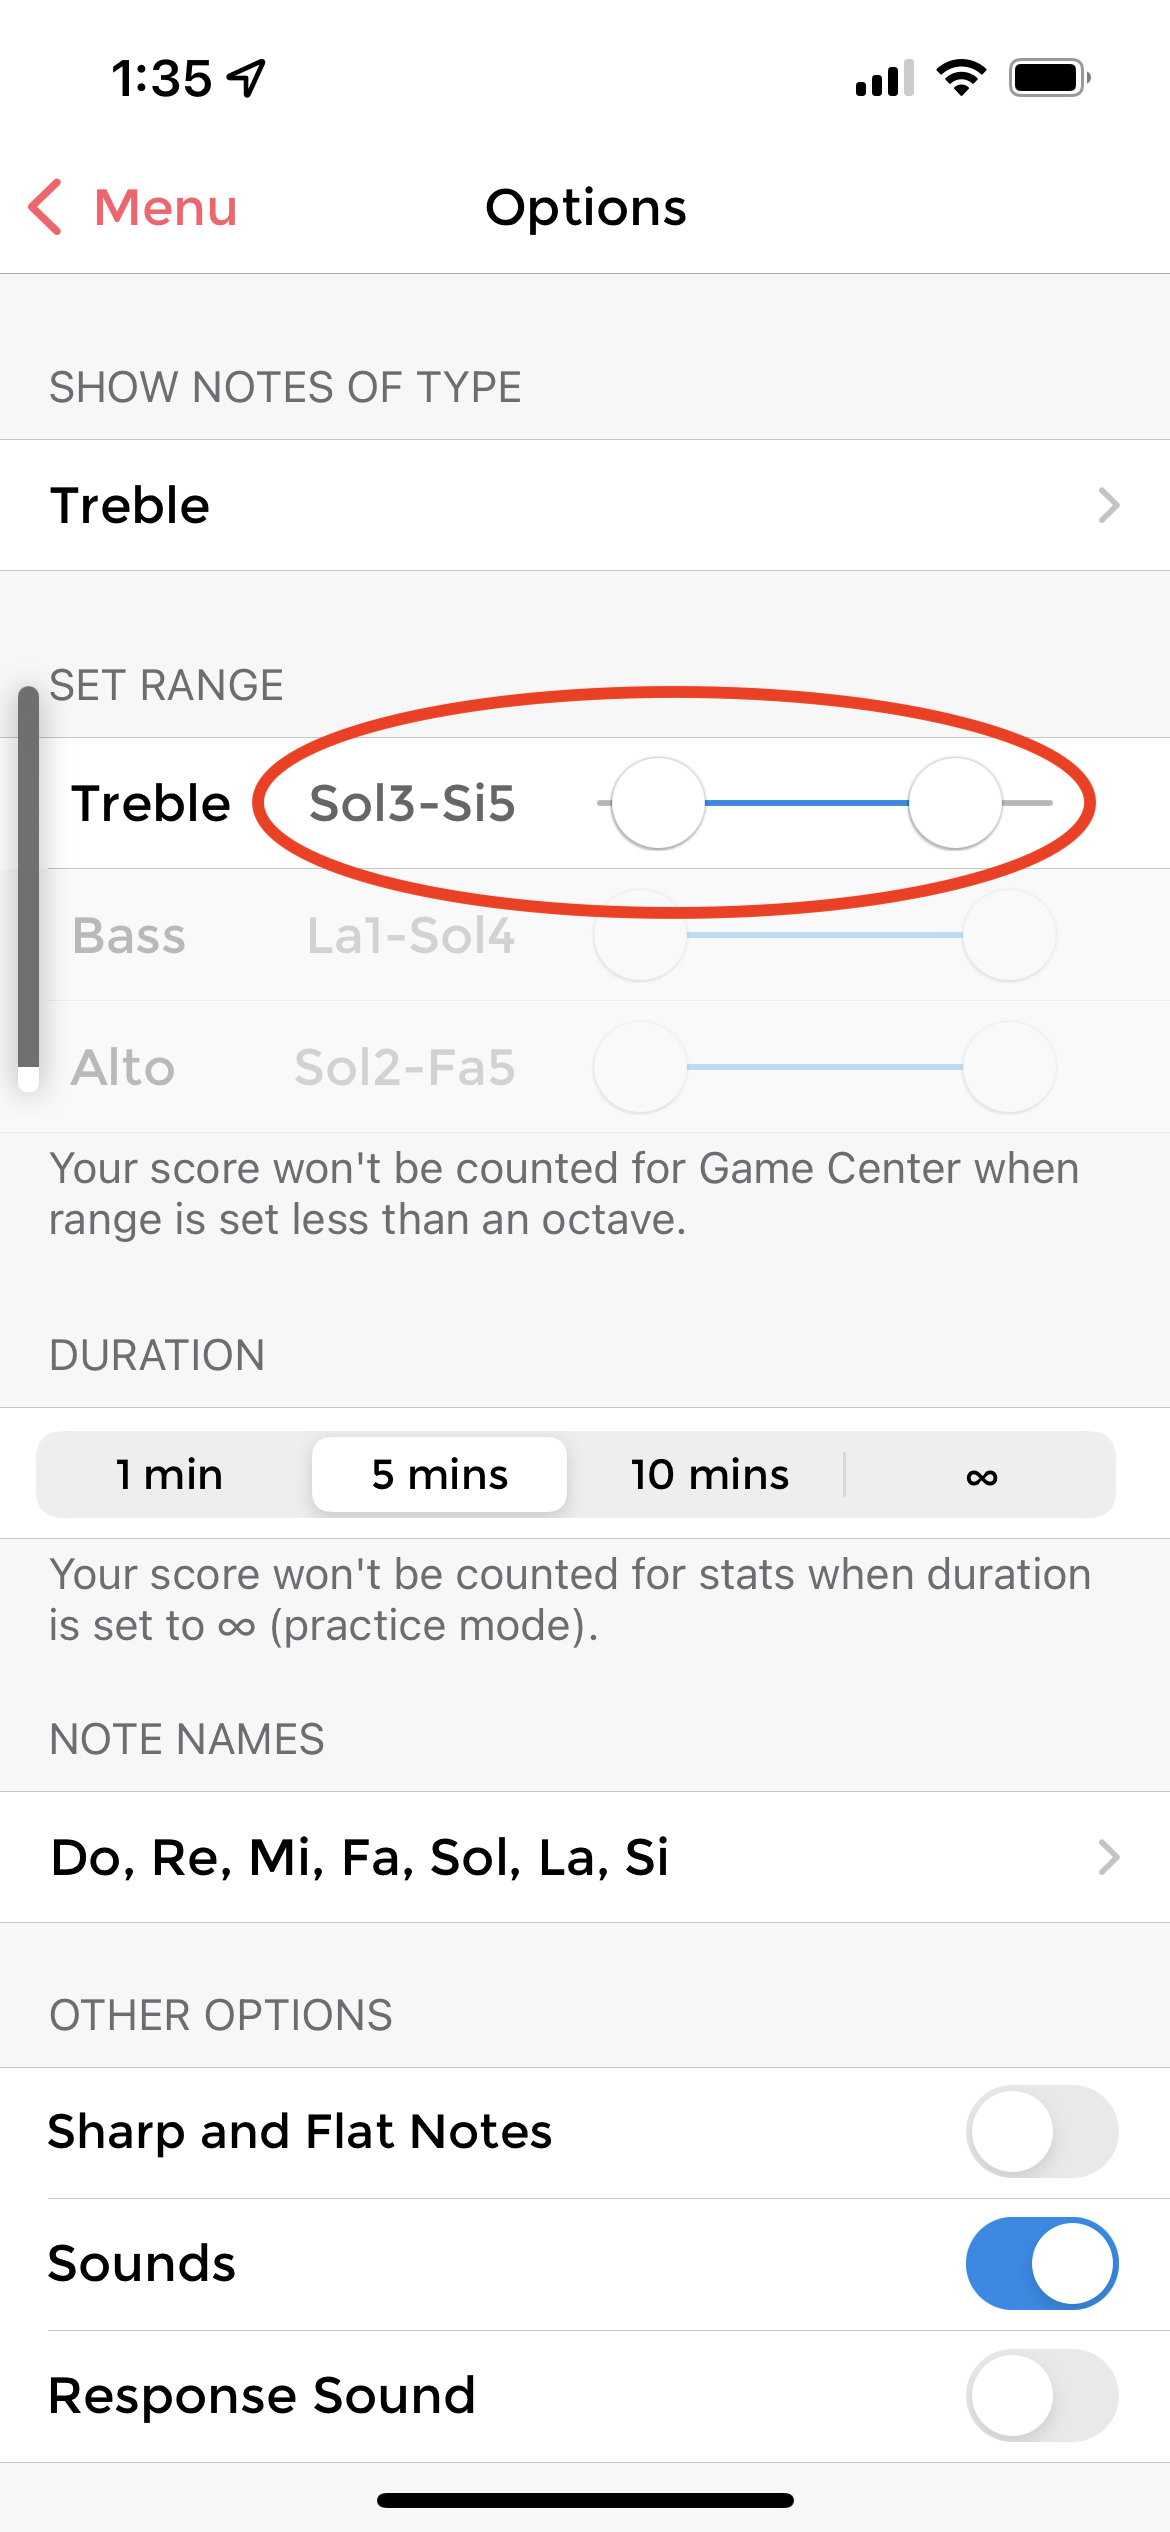 1:35
Menu
Options
SHOW NOTES OF TYPE
Treble
SET RANGE
Treble Sol3-Si5
Bass La1-Sol4
Alto Sol2-Fa5
Your score won't be counted for Game Center when
range is set less than an octave.
DURATION
1 min 5 mins 10 mins ∞
Your score won't be counted for stats when duration
is set to ∞ (practice mode).
NOTE NAMES
Do, Re, Mi, Fa, Sol, La, Si
OTHER OPTIONS
Sharp and Flat Notes
Sounds
Response Sound